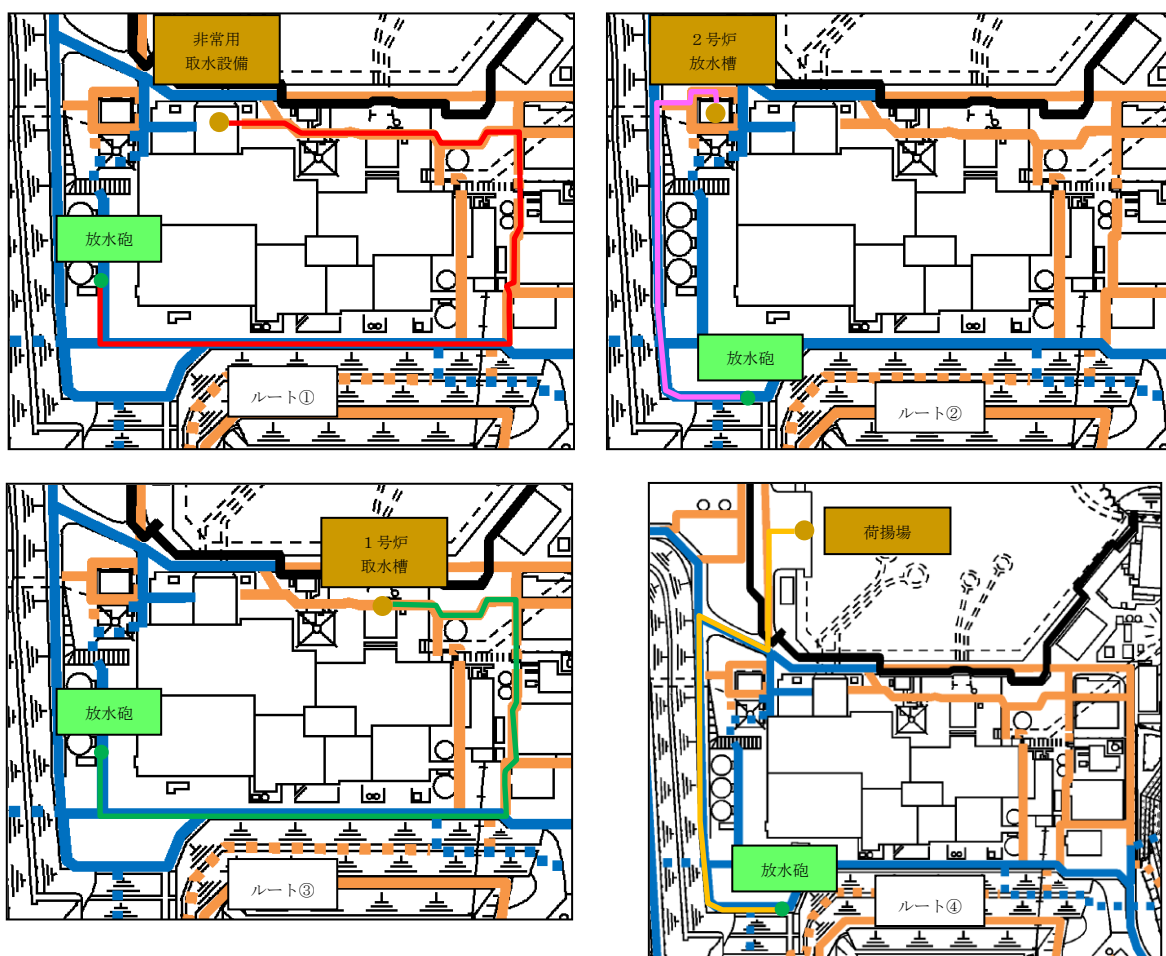 非常用
取水設備
放水砲
ルート①
２号炉
放水槽
放水砲
ルート②
１号炉
取水槽
放水砲
ルート③
荷揚場
放水砲
ルート④